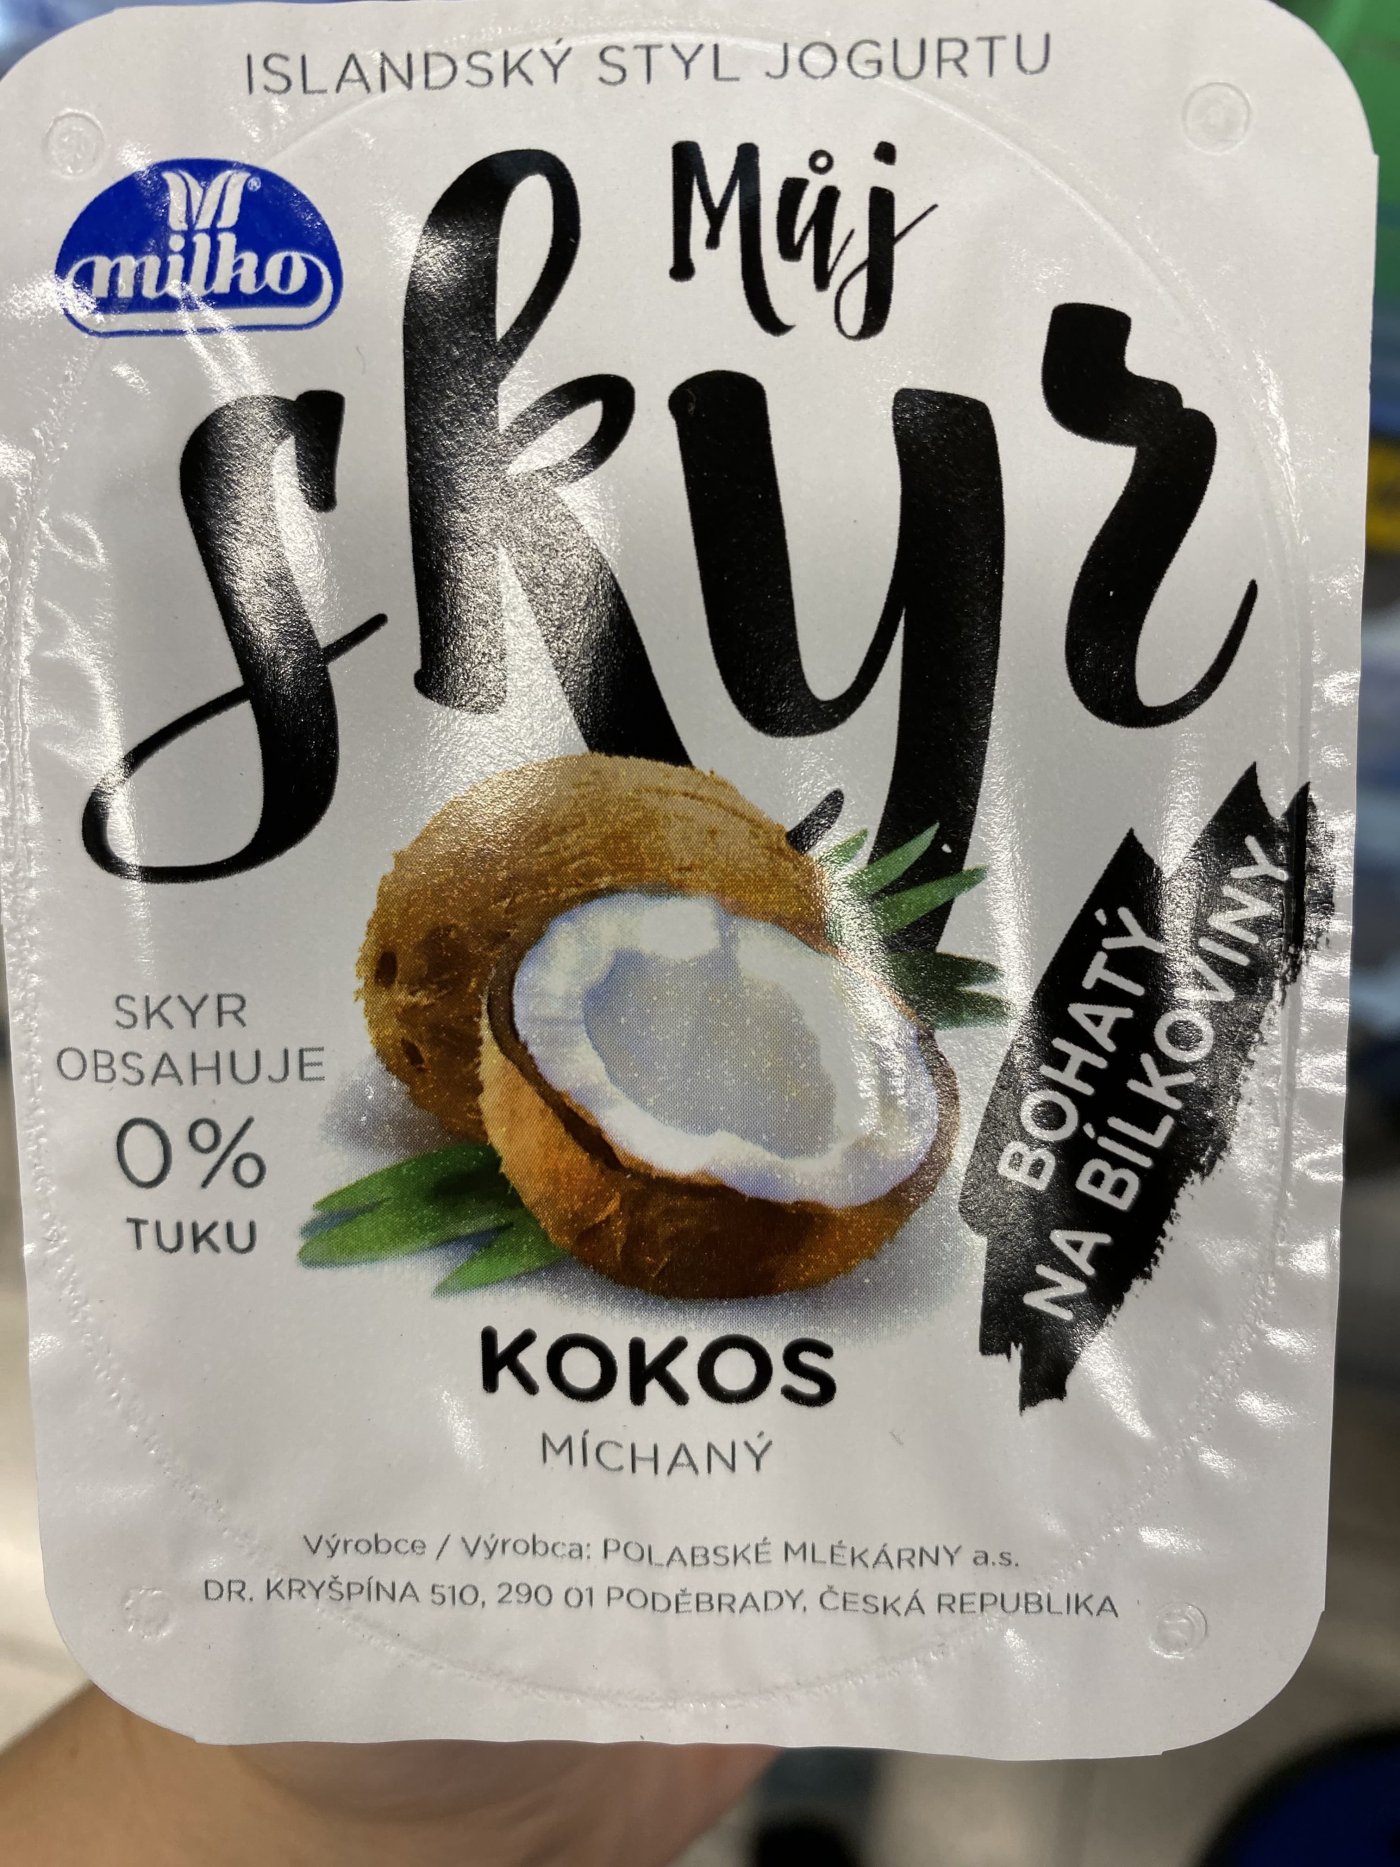 ISLANDSKÝ STYL JOGURTU
milko
Můj
skyr
BOHATÝ
NA BÍLKOVINY
SKYR
OBSAHUJE
0%
TUKU
KOKOS
MÍCHANÝ
Výrobce / Výrobca: POLABSKÉ MLÉKÁRNY a.s.
DR. KRYŠPÍNA 510, 290 01 PODĚBRADY, ČESKÁ REPUBLIKA